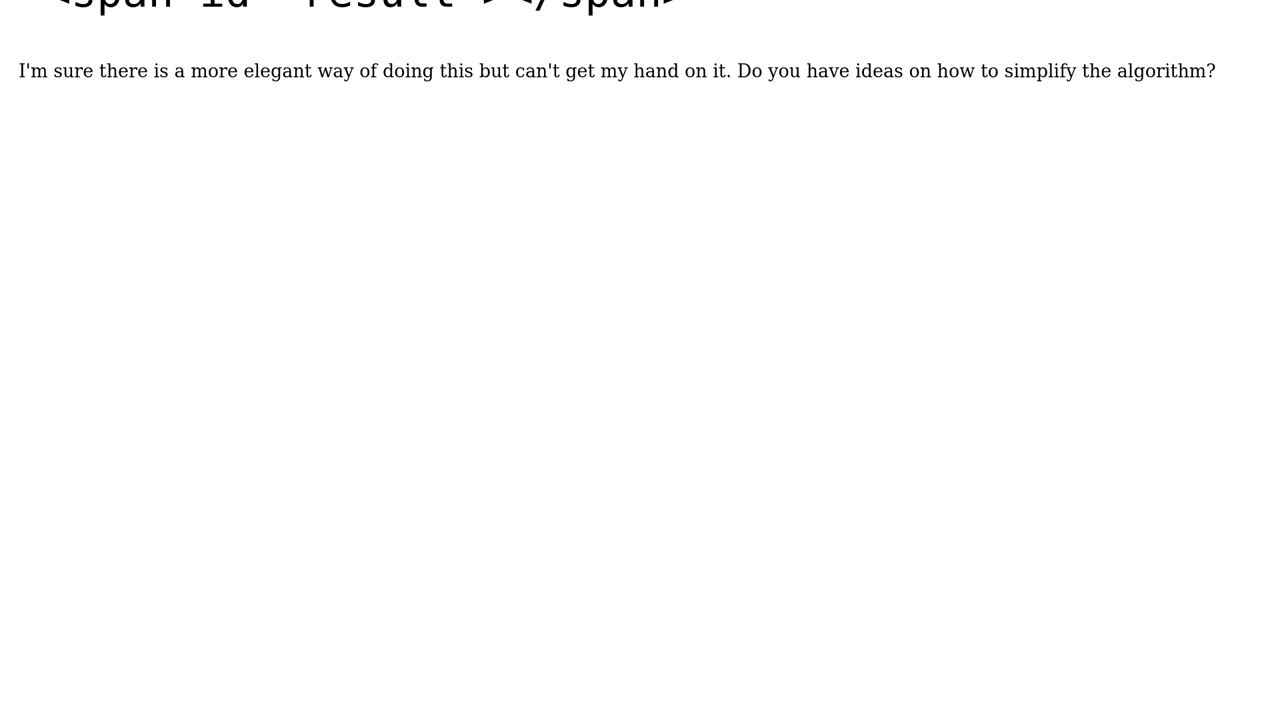 <span id="result"></span>
I'm sure there is a more elegant way of doing this but can't get my hand on it. Do you have ideas on how to simplify the algorithm?